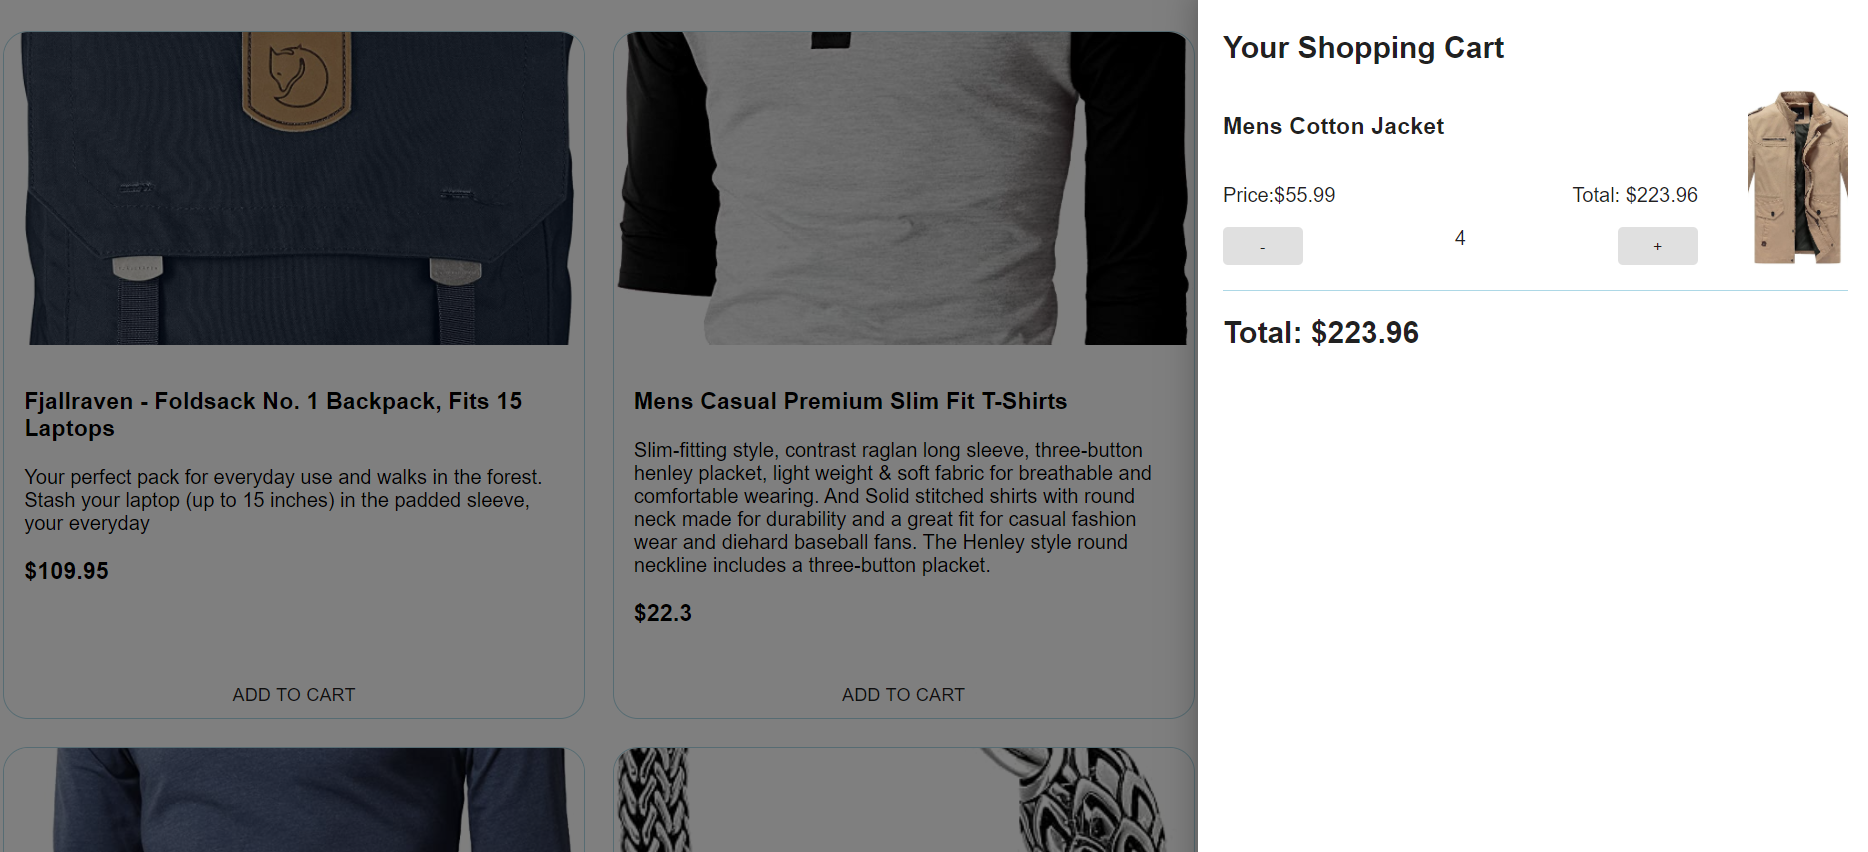 Fjallraven - Foldsack No. 1 Backpack, Fits 15
Laptops
Your perfect pack for everyday use and walks in the forest.
Stash your laptop (up to 15 inches) in the padded sleeve,
your everyday
$109.95
ADD TO CART
Mens Casual Premium Slim Fit T-Shirts
Slim-fitting style, contrast raglan long sleeve, three-button
henley placket, light weight & soft fabric for breathable and
comfortable wearing. And Solid stitched shirts with round
neck made for durability and a great fit for casual fashion
wear and diehard baseball fans. The Henley style round
neckline includes a three-button placket.
$22.3
ADD TO CART
Your Shopping Cart
Mens Cotton Jacket
Price:$55.99 Total: $223.96
- 4 +
Total: $223.96